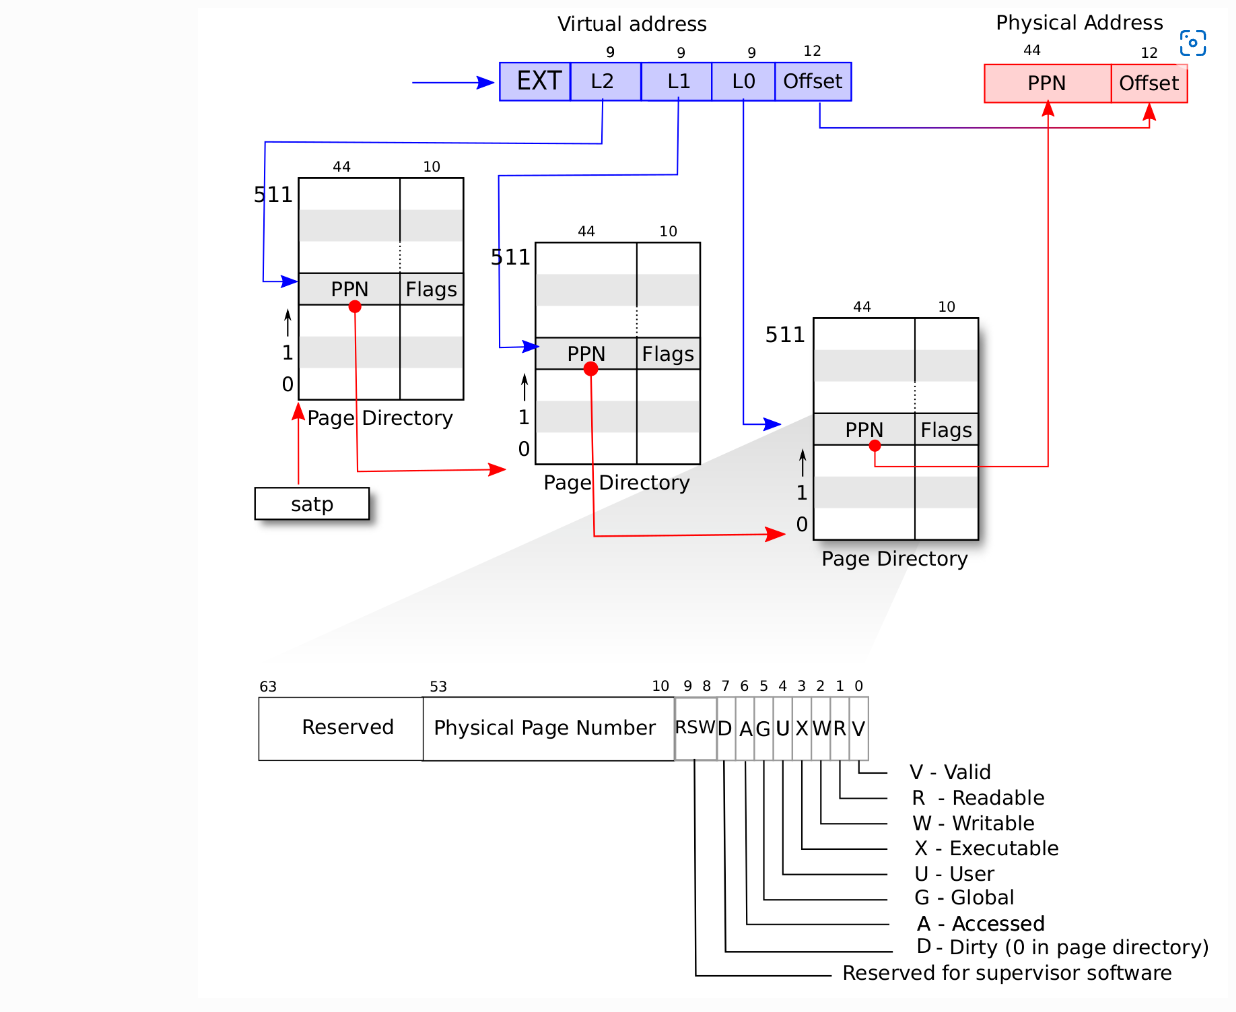 Virtual address
Physical Address
9 9 9 12
44 12
EXT L2 L1 L0 Offset
PPN Offset
44 10
511
PPN Flags
1
0
Page Directory
satp
44 10
511
PPN Flags
1
0
Page Directory
44 10
511
PPN Flags
1
0
Page Directory
63 53 10 9 8 7 6 5 4 3 2 1 0
Reserved Physical Page Number RSW D A G U X W R V
V - Valid
R - Readable
W - Writable
X - Executable
U - User
G - Global
A - Accessed
D - Dirty (0 in page directory)
Reserved for supervisor software